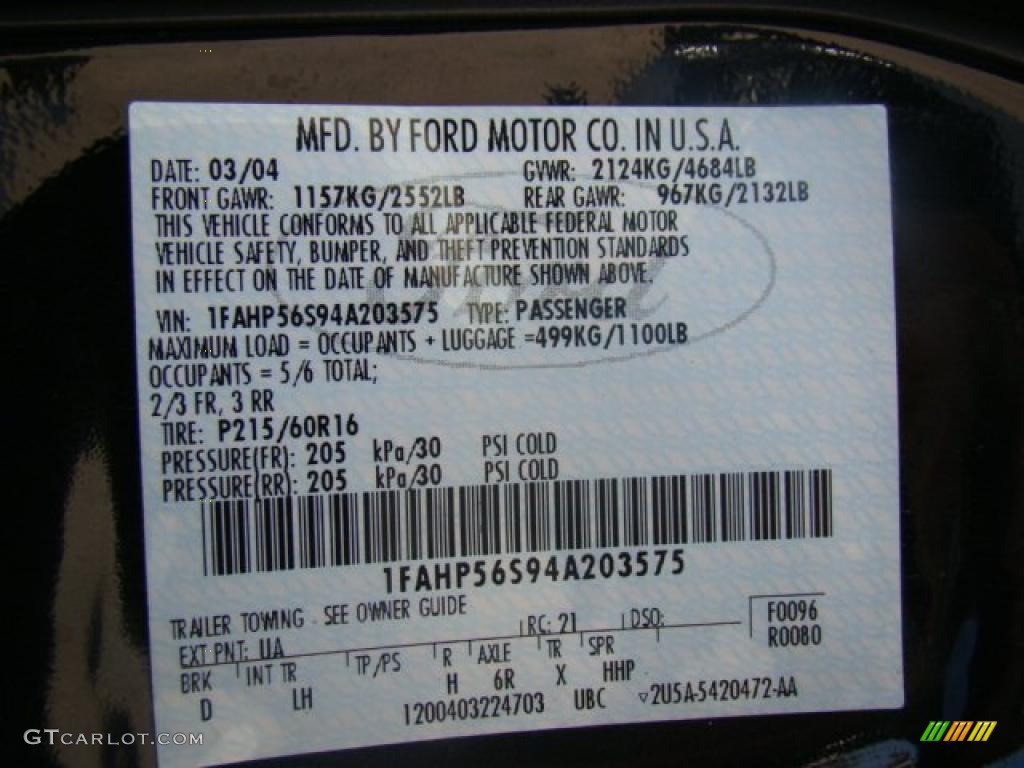 MFD. BY FORD MOTOR CO. IN U.S.A.
DATE: 03/04 GVWR: 2124KG/4684LB
FRONT GAWR: 1157KG/2552LB REAR GAWR: 967KG/2132LB
THIS VEHICLE CONFORMS TO ALL APPLICABLE FEDERAL MOTOR
VEHICLE SAFETY, BUMPER, AND THEFT PREVENTION STANDARDS
IN EFFECT ON THE DATE OF MANUFACTURE SHOWN ABOVE.
VIN: 1FAHP56S94A203575 TYPE: PASSENGER
MAXIMUM LOAD = OCCUPANTS + LUGGAGE =499KG/1100LB
OCCUPANTS = 5/6 TOTAL;
2/3 FR, 3 RR
TIRE: P215/60R16
PRESSURE(FR): 205 kPa/30 PSI COLD
PRESSURE(RR): 205 kPa/30 PSI COLD
1FAHP56S94A203575
TRAILER TOWING - SEE OWNER GUIDE
EXT PNT: UA RC: 21 DSO: F0096
R0080
BRK INT TR TP/PS R AXLE TR SPR
D LH H 6R X HHP
1200403224703 UBC 2U5A-5420472-AA
Ford
GTCARLOT.COM